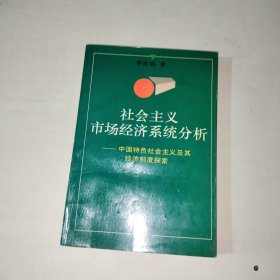 社会主义
市场经济系统分析
——中国特色社会主义及其
经济制度探索